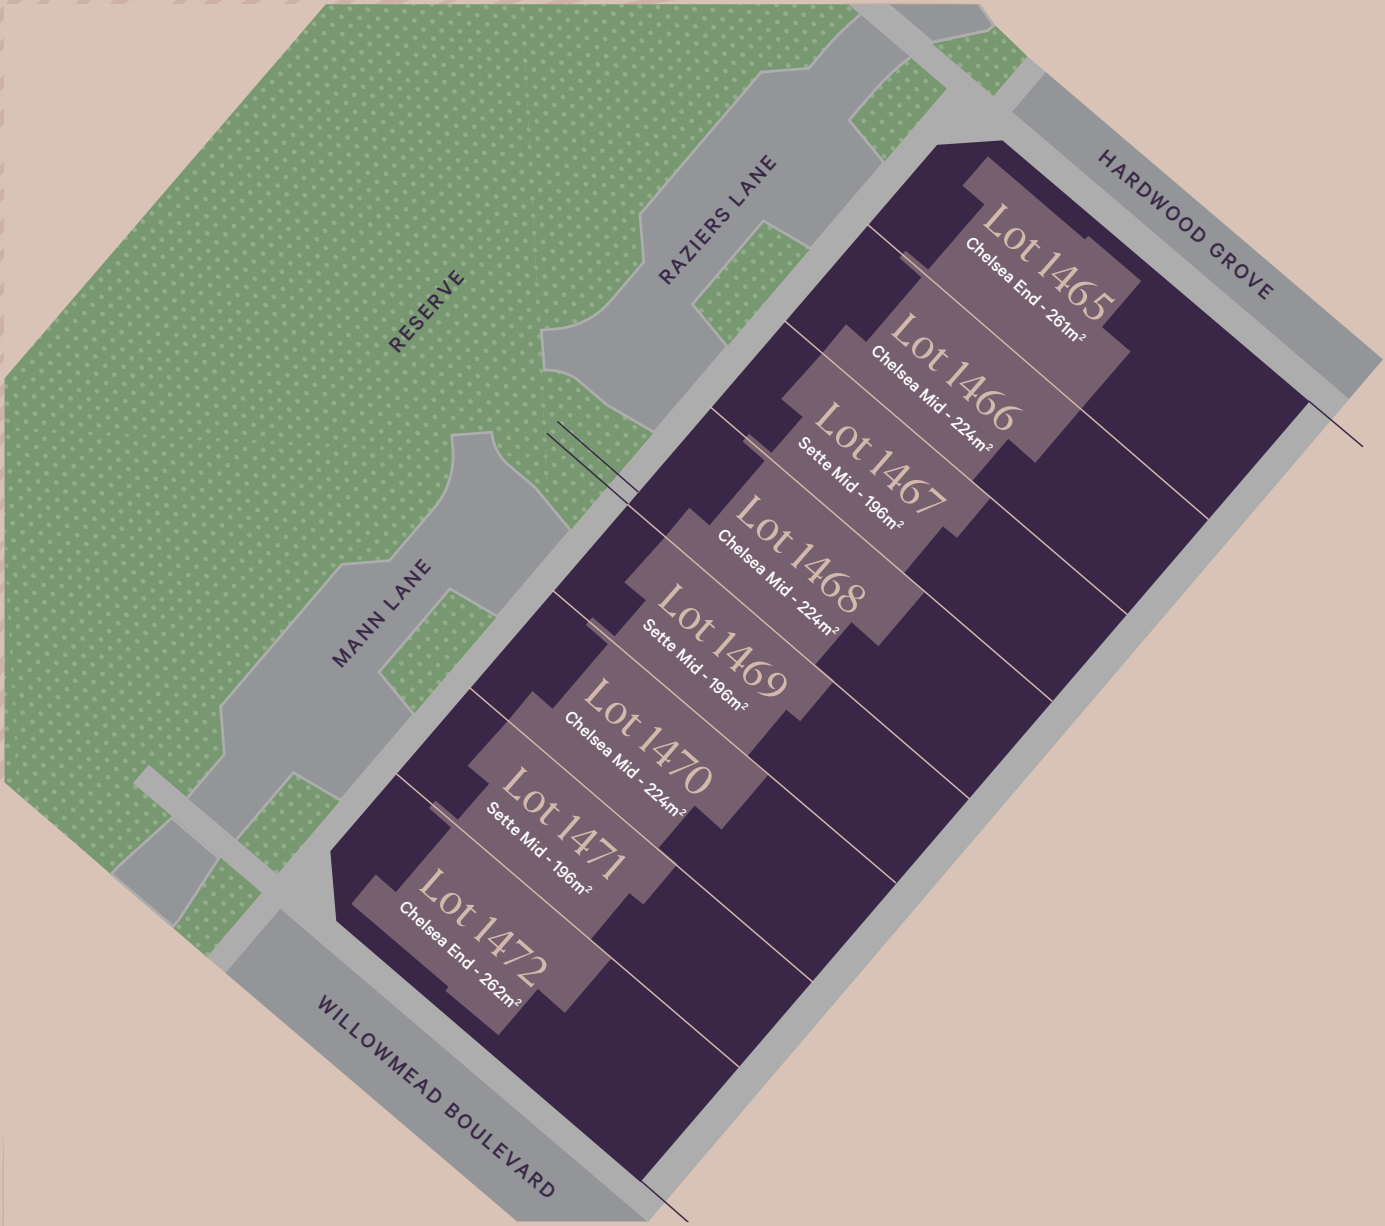 HARDWOOD GROVE
RAZIERS LANE
RESERVE
MANN LANE
WILLOWMEAD BOULEVARD
Lot 1465
Chelsea End - 261m²
Lot 1466
Chelsea Mid - 224m²
Lot 1467
Sette Mid - 196m²
Lot 1468
Chelsea Mid - 224m²
Lot 1469
Sette Mid - 196m²
Lot 1470
Chelsea Mid - 224m²
Lot 1471
Sette Mid - 196m²
Lot 1472
Chelsea End - 262m²